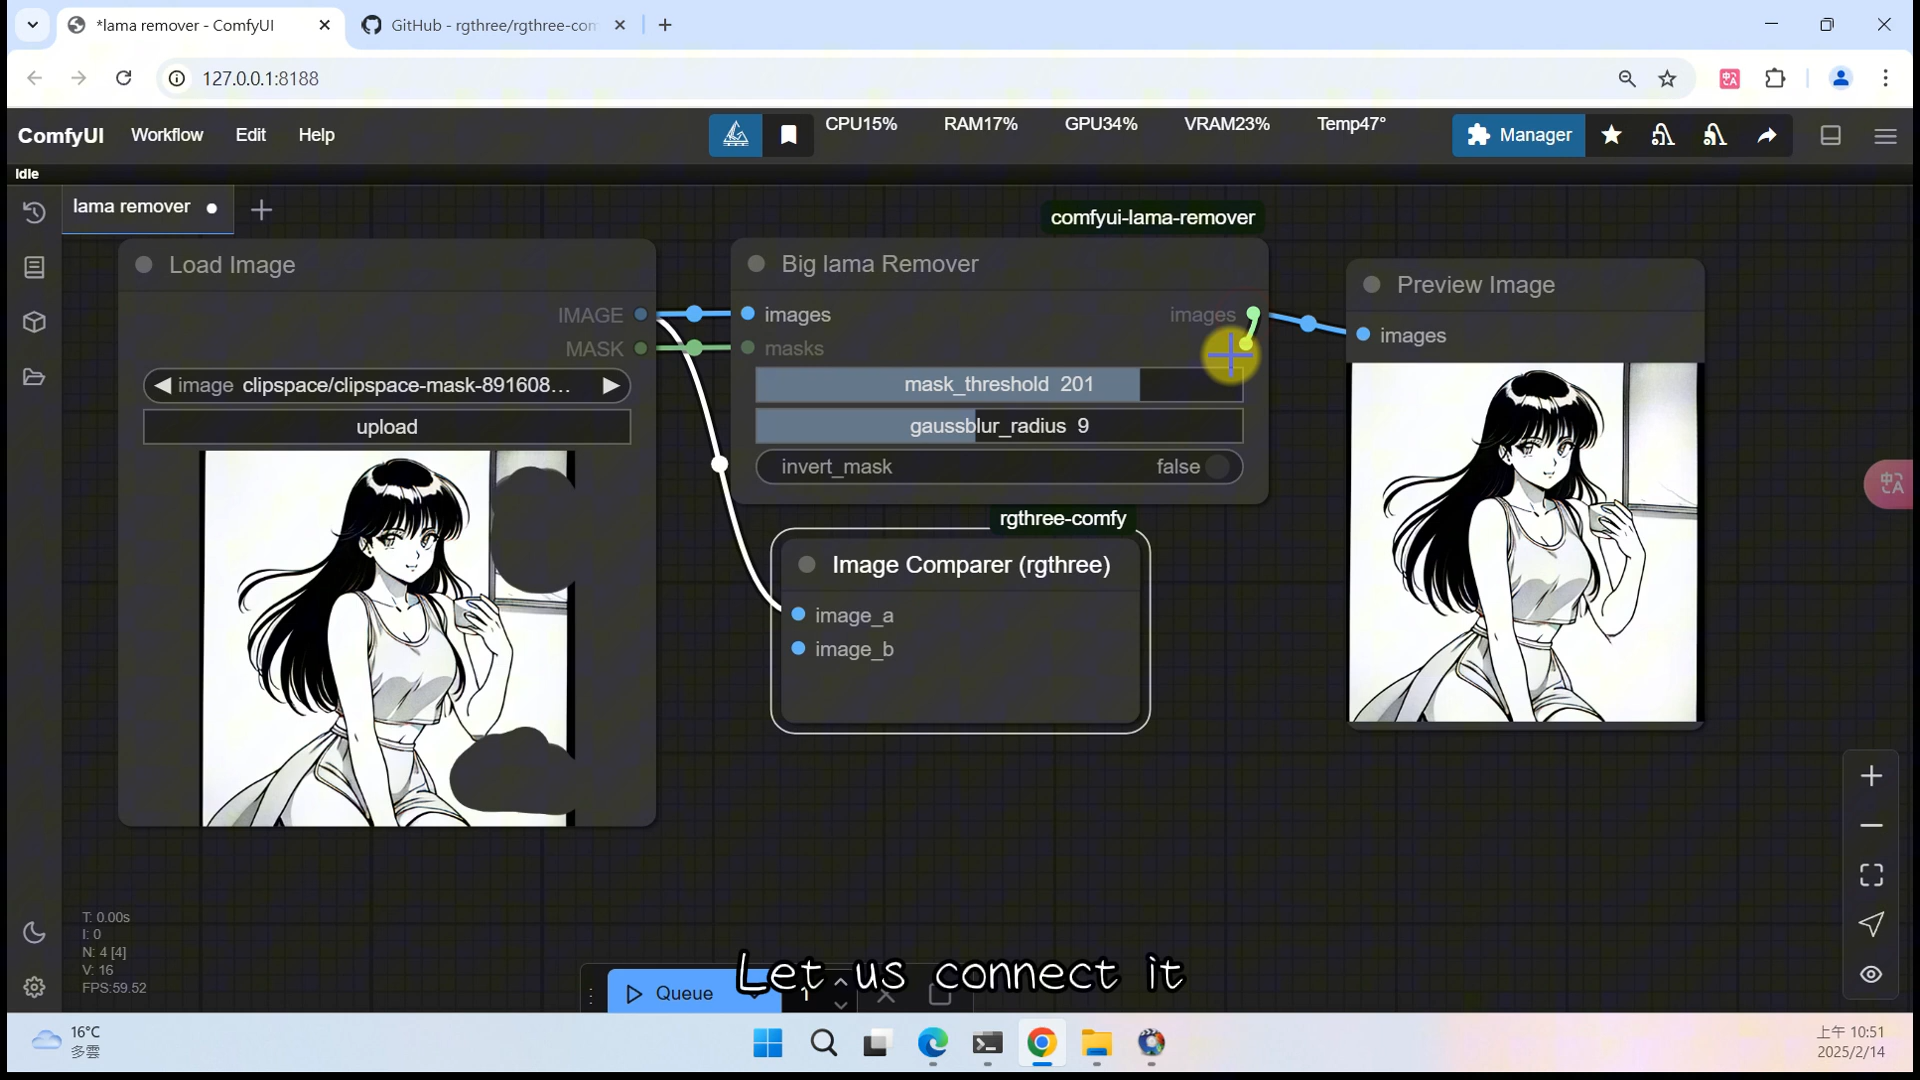 *lama remover - ComfyUI
GitHub - rgthree/rgthree-com
127.0.0.1:8188
ComfyUI
Workflow
Edit
Help
CPU15%
RAM17%
GPU34%
VRAM23%
Temp47°
Manager
Idle
lama remover
comfyui-lama-remover
Load Image
IMAGE
MASK
image clipspace/clipspace-mask-891608...
upload
Big lama Remover
images
images
masks
mask_threshold 201
gaussblur_radius 9
invert_mask false
rgthree-comfy
Image Comparer (rgthree)
image_a
image_b
Preview Image
images
T: 0.00s
I: 0
N: 4 [4]
V: 16
FPS:59.52
Queue
1
Let us connect it
16°C
多雲
上午 10:51
2025/2/14